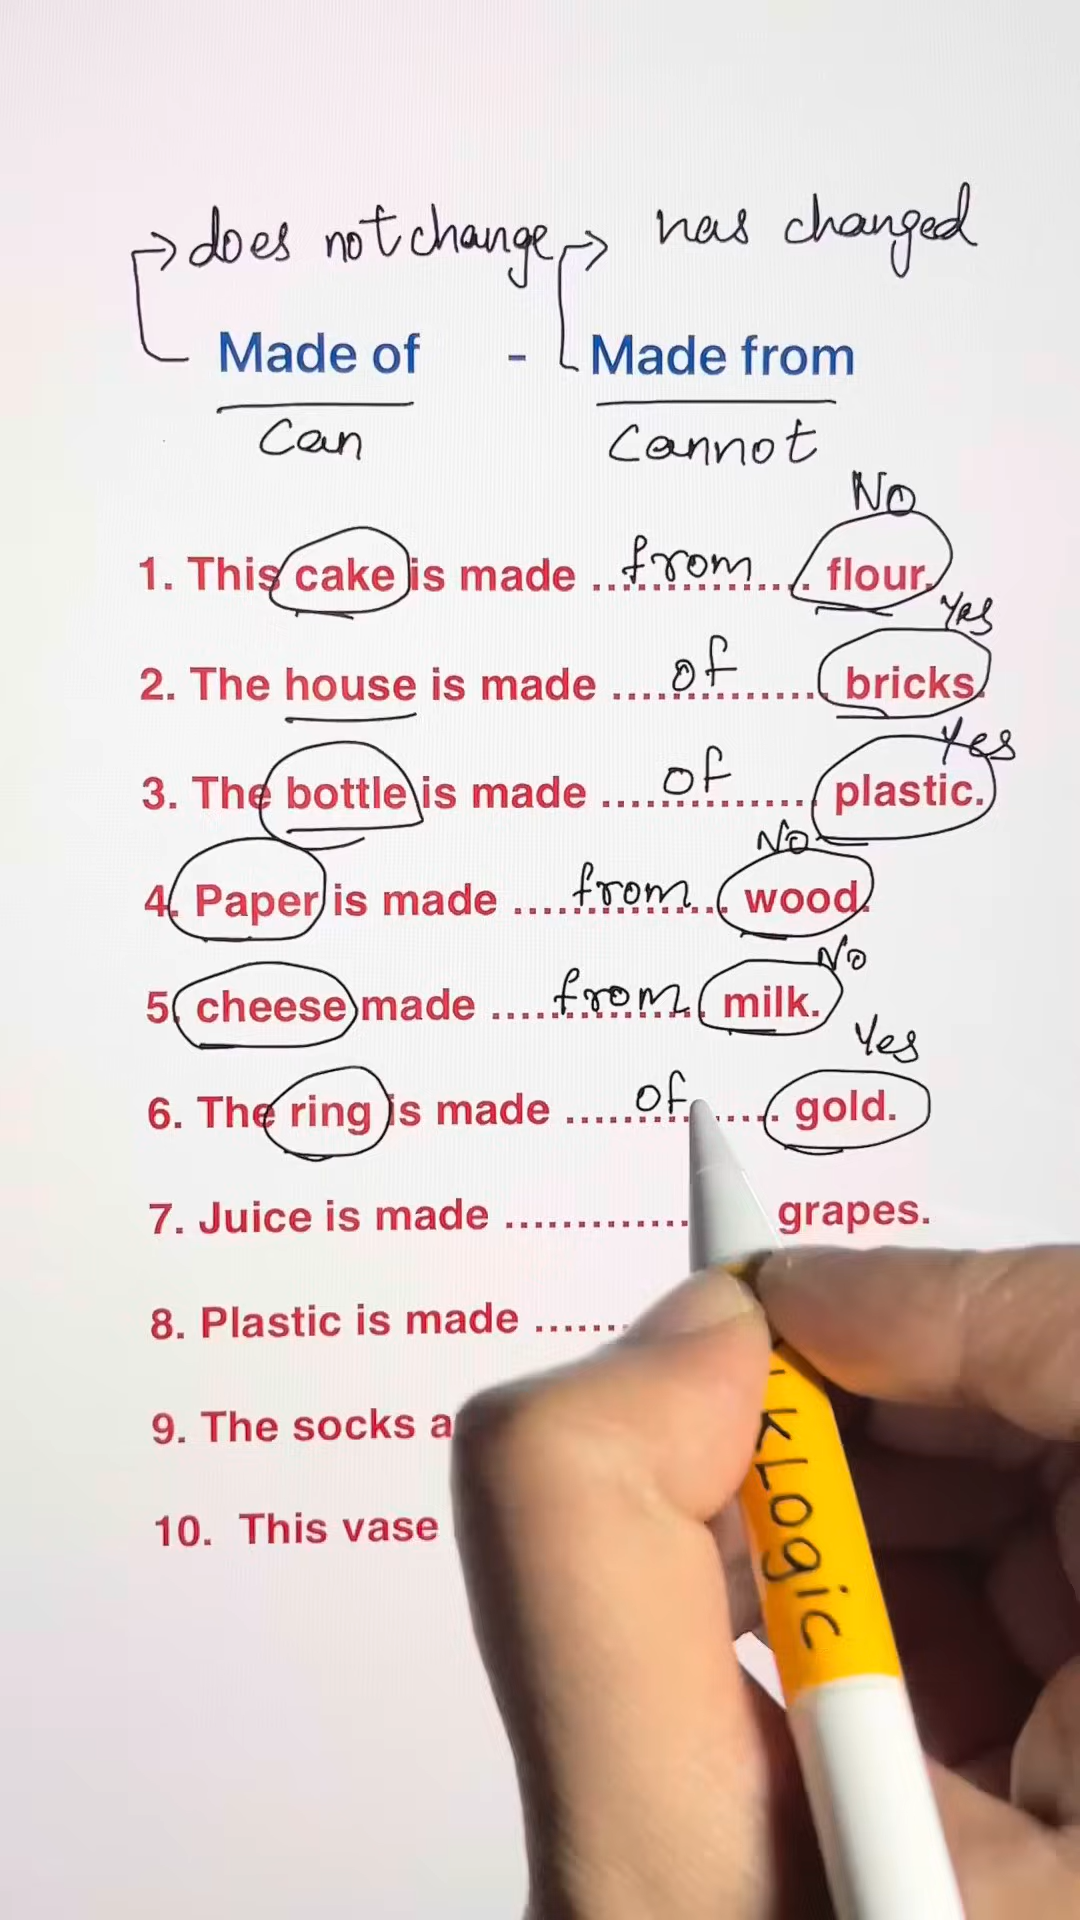 does not change has changed
Made of - Made from
Can Cannot
No
1. This cake is made .....from..... flour.
Yes
2. The house is made .....of..... bricks.
Yes
3. The bottle is made .....of..... plastic.
No
4. Paper is made .....from..... wood.
No
5. cheese made .....from..... milk.
Yes
6. The ring is made .....of..... gold.
7. Juice is made ............. grapes.
8. Plastic is made .......
9. The socks a
10. This vase
kLogic